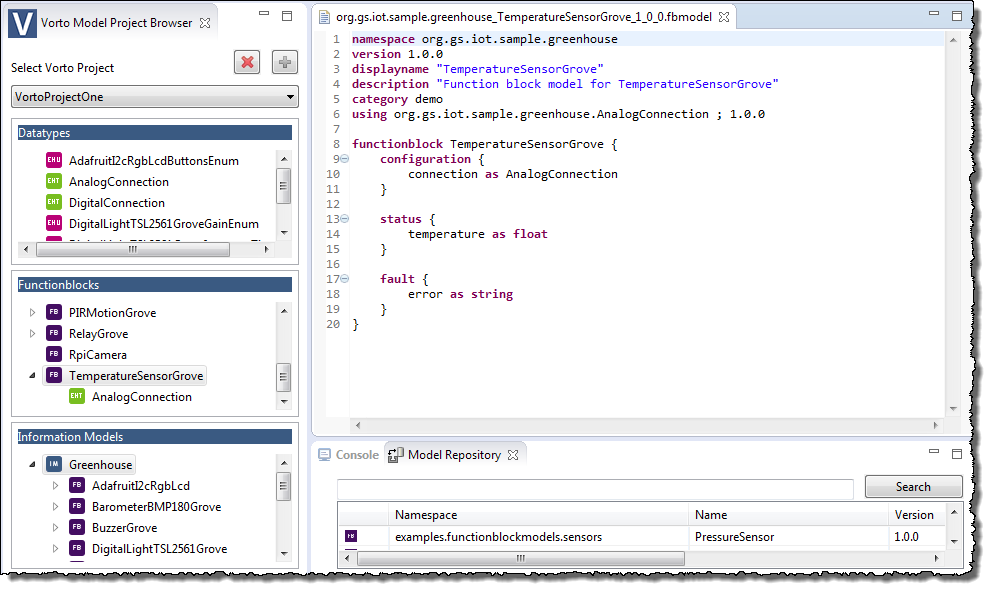 V Vorto Model Project Browser
Select Vorto Project
VortoProjectOne
Datatypes
ENU AdafruitI2cRgbLcdButtonsEnum
ENT AnalogConnection
ENT DigitalConnection
ENU DigitalLightTSL2561GroveGainEnum
Functionblocks
FB PIRMotionGrove
FB RelayGrove
FB RpiCamera
FB TemperatureSensorGrove
ENT AnalogConnection
Information Models
IM Greenhouse
FB AdafruitI2cRgbLcd
FB BarometerBMP180Grove
FB BuzzerGrove
FB DigitalLightTSL2561Grove
org.gs.iot.sample.greenhouse_TemperatureSensorGrove_1_0_0.fbmodel
1 namespace org.gs.iot.sample.greenhouse
2 version 1.0.0
3 displayname "TemperatureSensorGrove"
4 description "Function block model for TemperatureSensorGrove"
5 category demo
6 using org.gs.iot.sample.greenhouse.AnalogConnection ; 1.0.0
7
8 functionblock TemperatureSensorGrove {
9 configuration {
10 connection as AnalogConnection
11 }
12
13 status {
14 temperature as float
15 }
16
17 fault {
18 error as string
19 }
20 }
Console Model Repository
Search
Namespace Name Version
FB examples.functionblockmodels.sensors PressureSensor 1.0.0